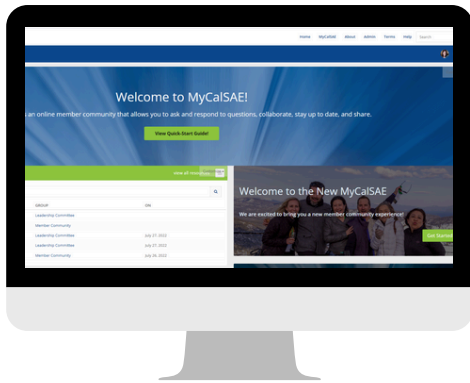 Home MyCalSAE About Admin Terms Help Search
Welcome to MyCalSAE!
an online member community that allows you to ask and respond to questions, collaborate, stay up to date, and share.
View Quick-Start Guide!
view all
Welcome to the New MyCalSAE
We are excited to bring you a new member community experience!
Get Started
GROUP
Leadership Committee
Member Community
Leadership Committee July 27, 2022
Leadership Committee July 27, 2022
Member Community July 26, 2022